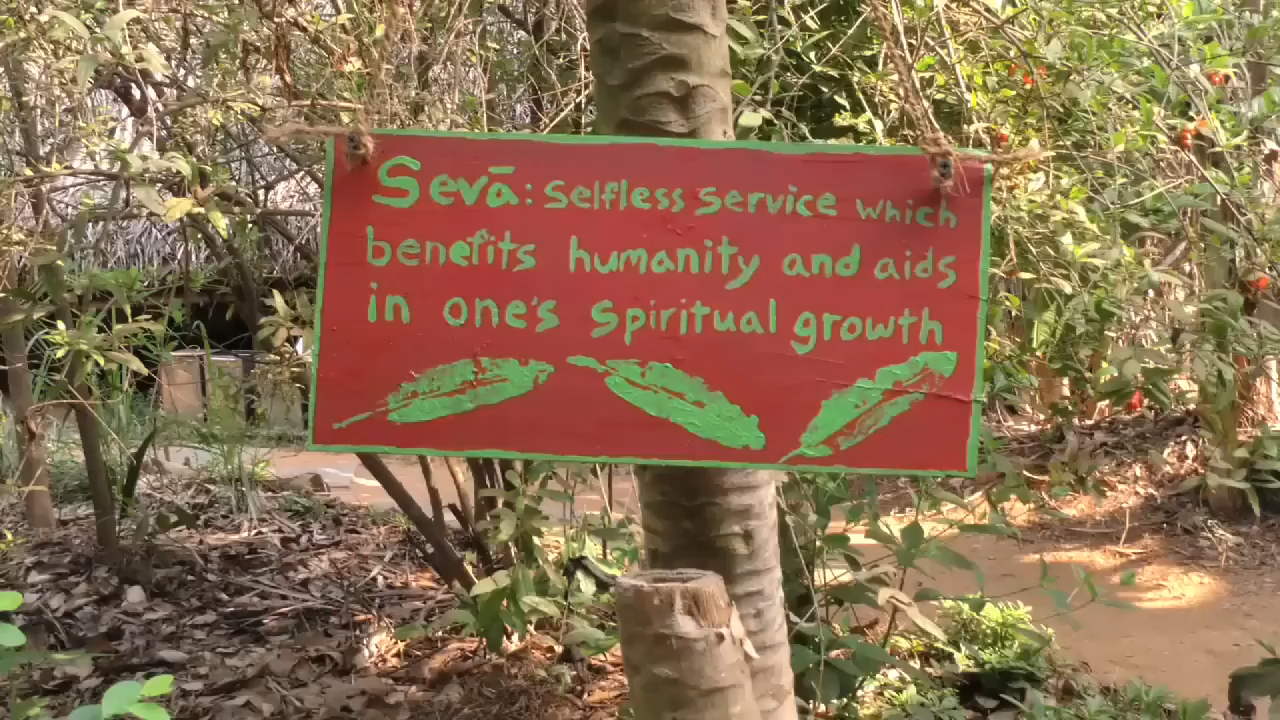 Sevā: Selfless Service which
benefits humanity and aids
in one's Spiritual growth